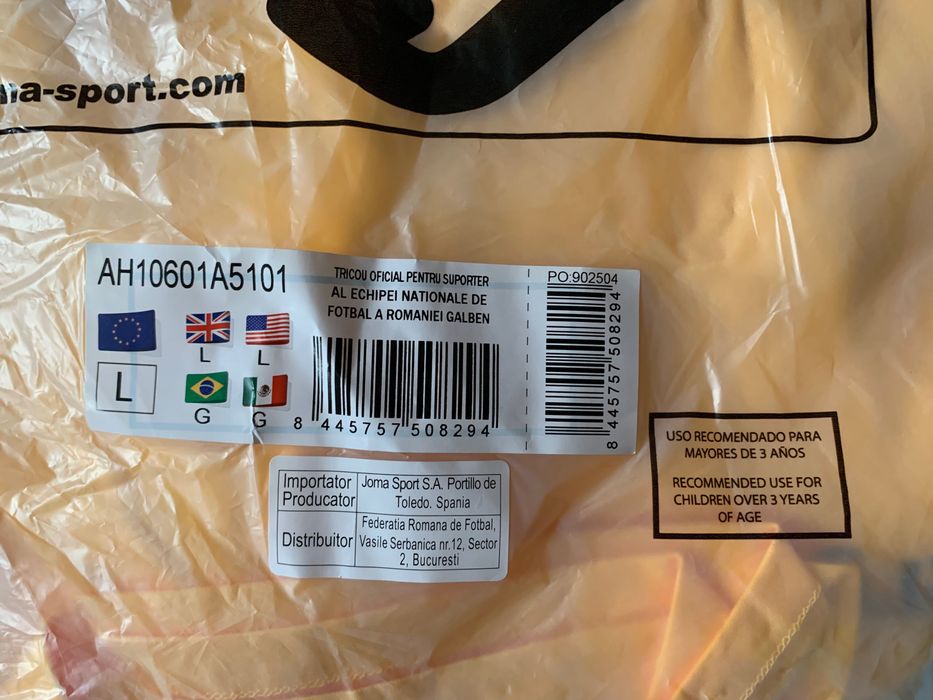 -sport.com
AH10601A5101
TRICOU OFICIAL PENTRU SUPORTER
AL ECHIPEI NATIONALE DE
FOTBAL A ROMANIEI GALBEN
L
L
L
G
G
8 445757 508294
PO:902504
8 445757 508294
Importator
Producator
Joma Sport S.A. Portillo de
Toledo. Spania
Distribuitor
Federatia Romana de Fotbal,
Vasile Serbanica nr.12, Sector
2, Bucuresti
USO RECOMENDADO PARA
MAYORES DE 3 AÑOS
RECOMMENDED USE FOR
CHILDREN OVER 3 YEARS
OF AGE